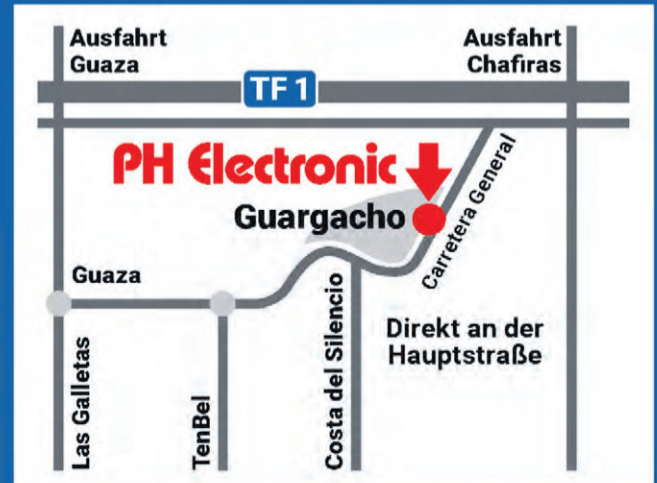 Ausfahrt
Guaza
Ausfahrt
Chafiras
TF 1
PH Electronic
Guargacho
Carretera General
Guaza
Direkt an der
Hauptstraße
Las Galletas
TenBel
Costa del Silencio